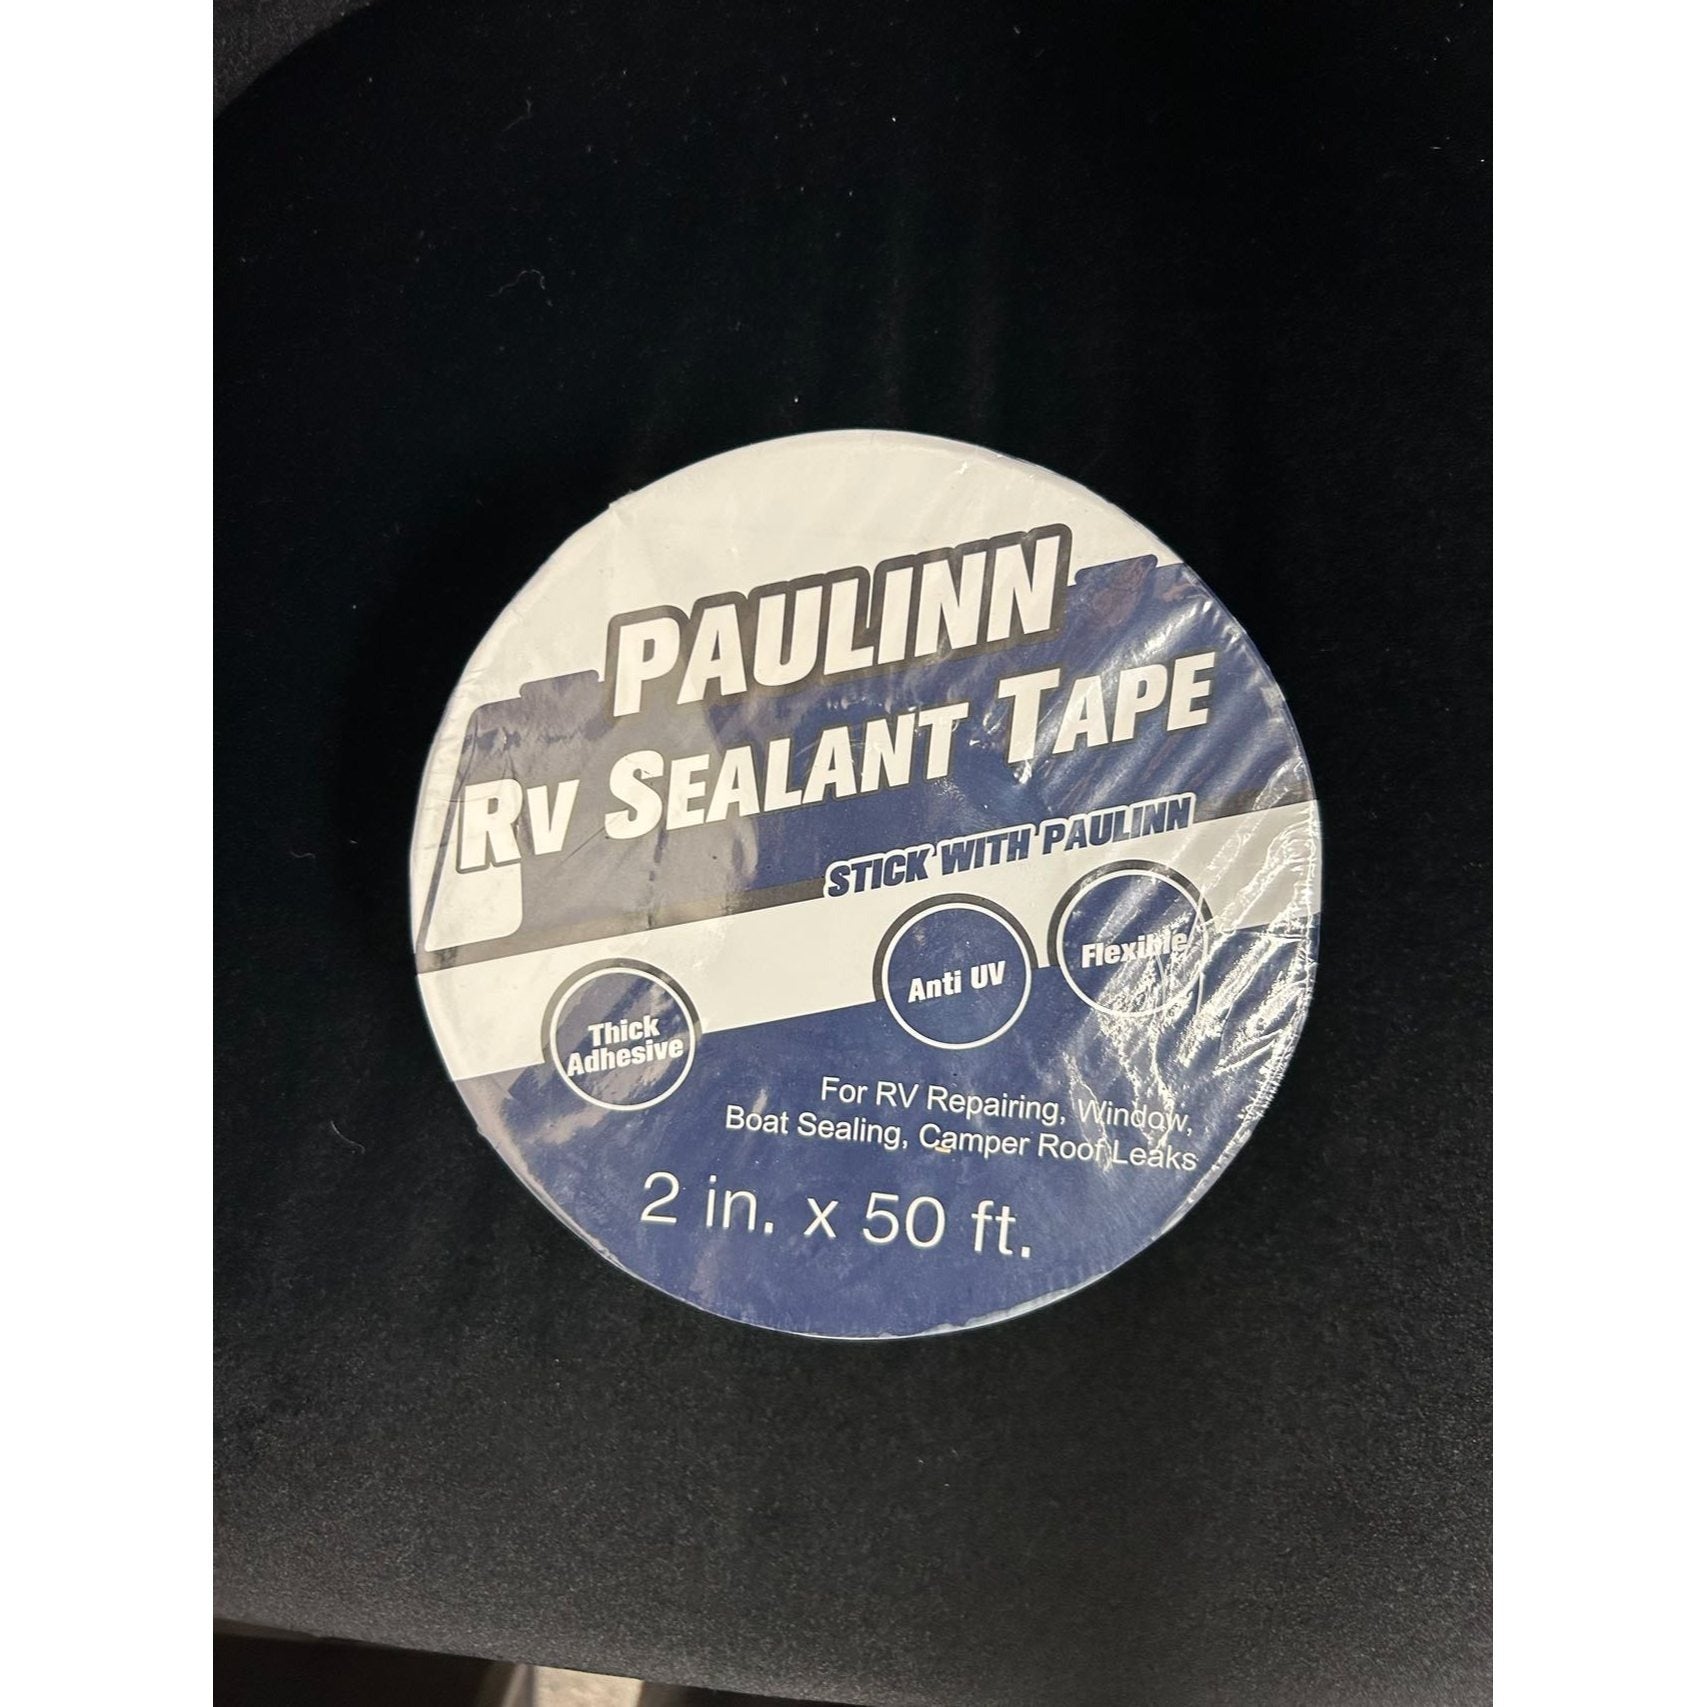 PAULINN
RV SEALANT TAPE
STICK WITH PAULINN
Thick
Adhesive
Anti UV
Flexible
For RV Repairing, Window,
Boat Sealing, Camper Roof Leaks
2 in. x 50 ft.